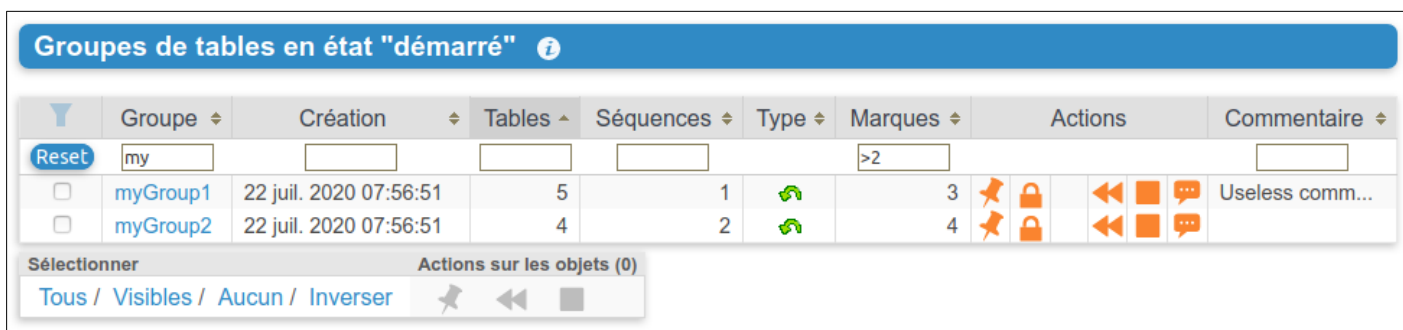 Groupes de tables en état "démarré" i
Groupe Création Tables Séquences Type Marques Actions Commentaire
Reset my >2
myGroup1 22 juil. 2020 07:56:51 5 1 3 Useless comm...
myGroup2 22 juil. 2020 07:56:51 4 2 4
Sélectionner Actions sur les objets (0)
Tous / Visibles / Aucun / Inverser